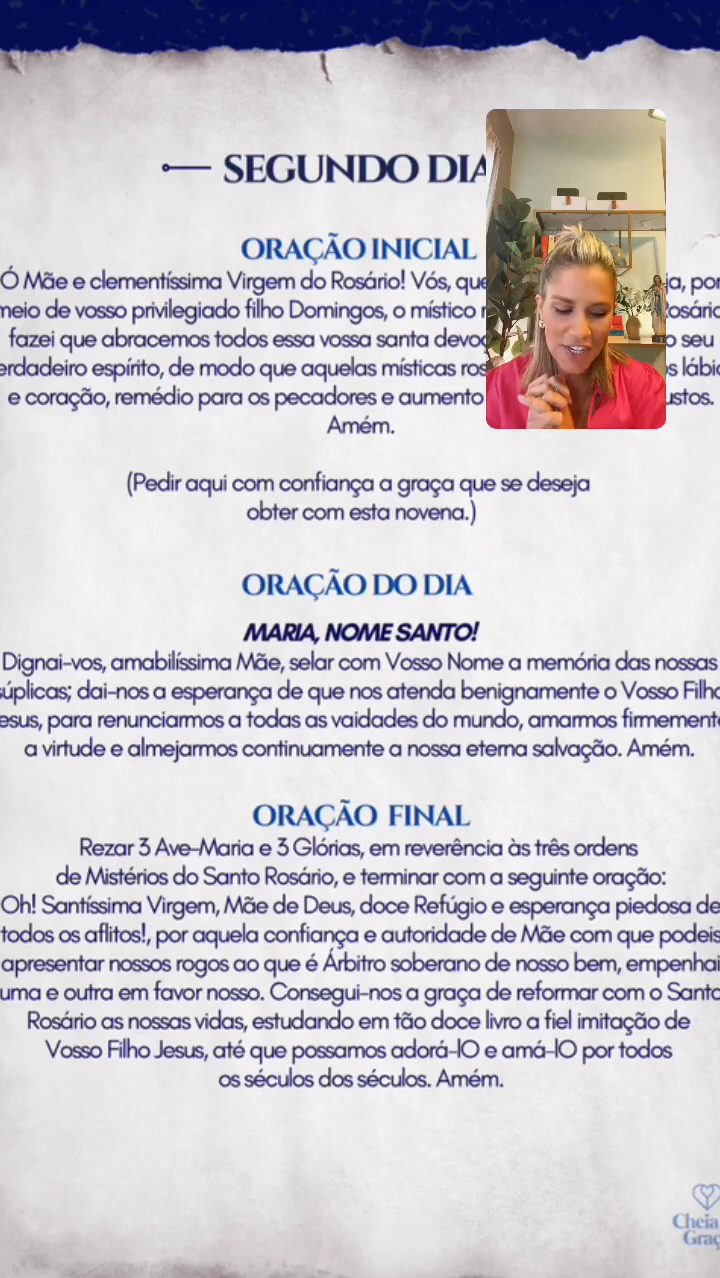 SEGUNDO DIA
ORAÇÃO INICIAL
Ó Mãe e clementíssima Virgem do Rosário! Vós, que por
meio de vosso privilegiado filho Domingos, o místico
fazei que abracemos todos essa vossa santa seu
espírito, de modo que aquelas místicas
e coração, remédio para os pecadores e aumento
Amém.
(Pedir aqui com confiança a graça que se deseja
obter com esta novena.)
ORAÇÃO DO DIA
MARIA, NOME SANTO!
Dignai-vos, amabilíssima Mãe, selar com Vosso Nome a memória das nossas
súplicas; dai-nos a esperança de que nos atenda benignamente o Vosso Filho
Jesus, para renunciarmos a todas as vaidades do mundo, amarmos firmemente
a virtude e almejarmos continuamente a nossa eterna salvação. Amém.
ORAÇÃO FINAL
Rezar 3 Ave-Maria e 3 Glórias, em reverência às três ordens
de Mistérios do Santo Rosário, e terminar com a seguinte oração:
Oh! Santíssima Virgem, Mãe de Deus, doce Refúgio e esperança piedosa de
todos os aflitos!, por aquela confiança e autoridade de Mãe com que podeis
apresentar nossos rogos ao que é Árbitro soberano de nosso bem, empenhai
uma e outra em favor nosso. Consegui-nos a graça de reformar com o Santo
Rosário as nossas vidas, estudando em tão doce livro a fiel imitação de
Vosso Filho Jesus, até que possamos adorá-lO e amá-lO por todos
os séculos dos séculos. Amém.
Cheia